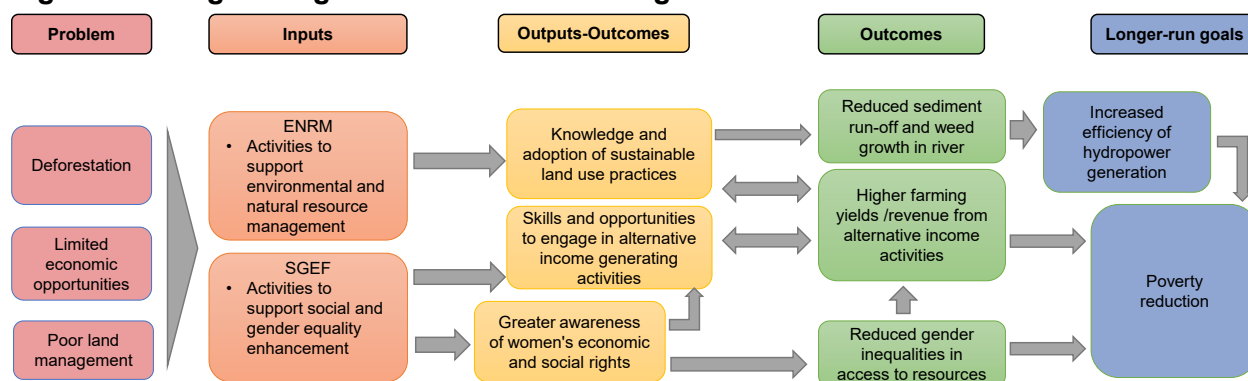 Problem
Inputs
Outputs-Outcomes
Outcomes
Longer-run goals
Deforestation
Limited
economic
opportunities
Poor land
management
ENRM
• Activities to
support
environmental and
natural resource
management
SGEF
• Activities to
support social and
gender equality
enhancement
Knowledge and
adoption of sustainable
land use practices
Skills and opportunities
to engage in alternative
income generating
activities
Greater awareness
of women's economic
and social rights
Reduced sediment
run-off and weed
growth in river
Higher farming
yields /revenue from
alternative income
activities
Reduced gender
inequalities in
access to resources
Increased
efficiency of
hydropower
generation
Poverty
reduction